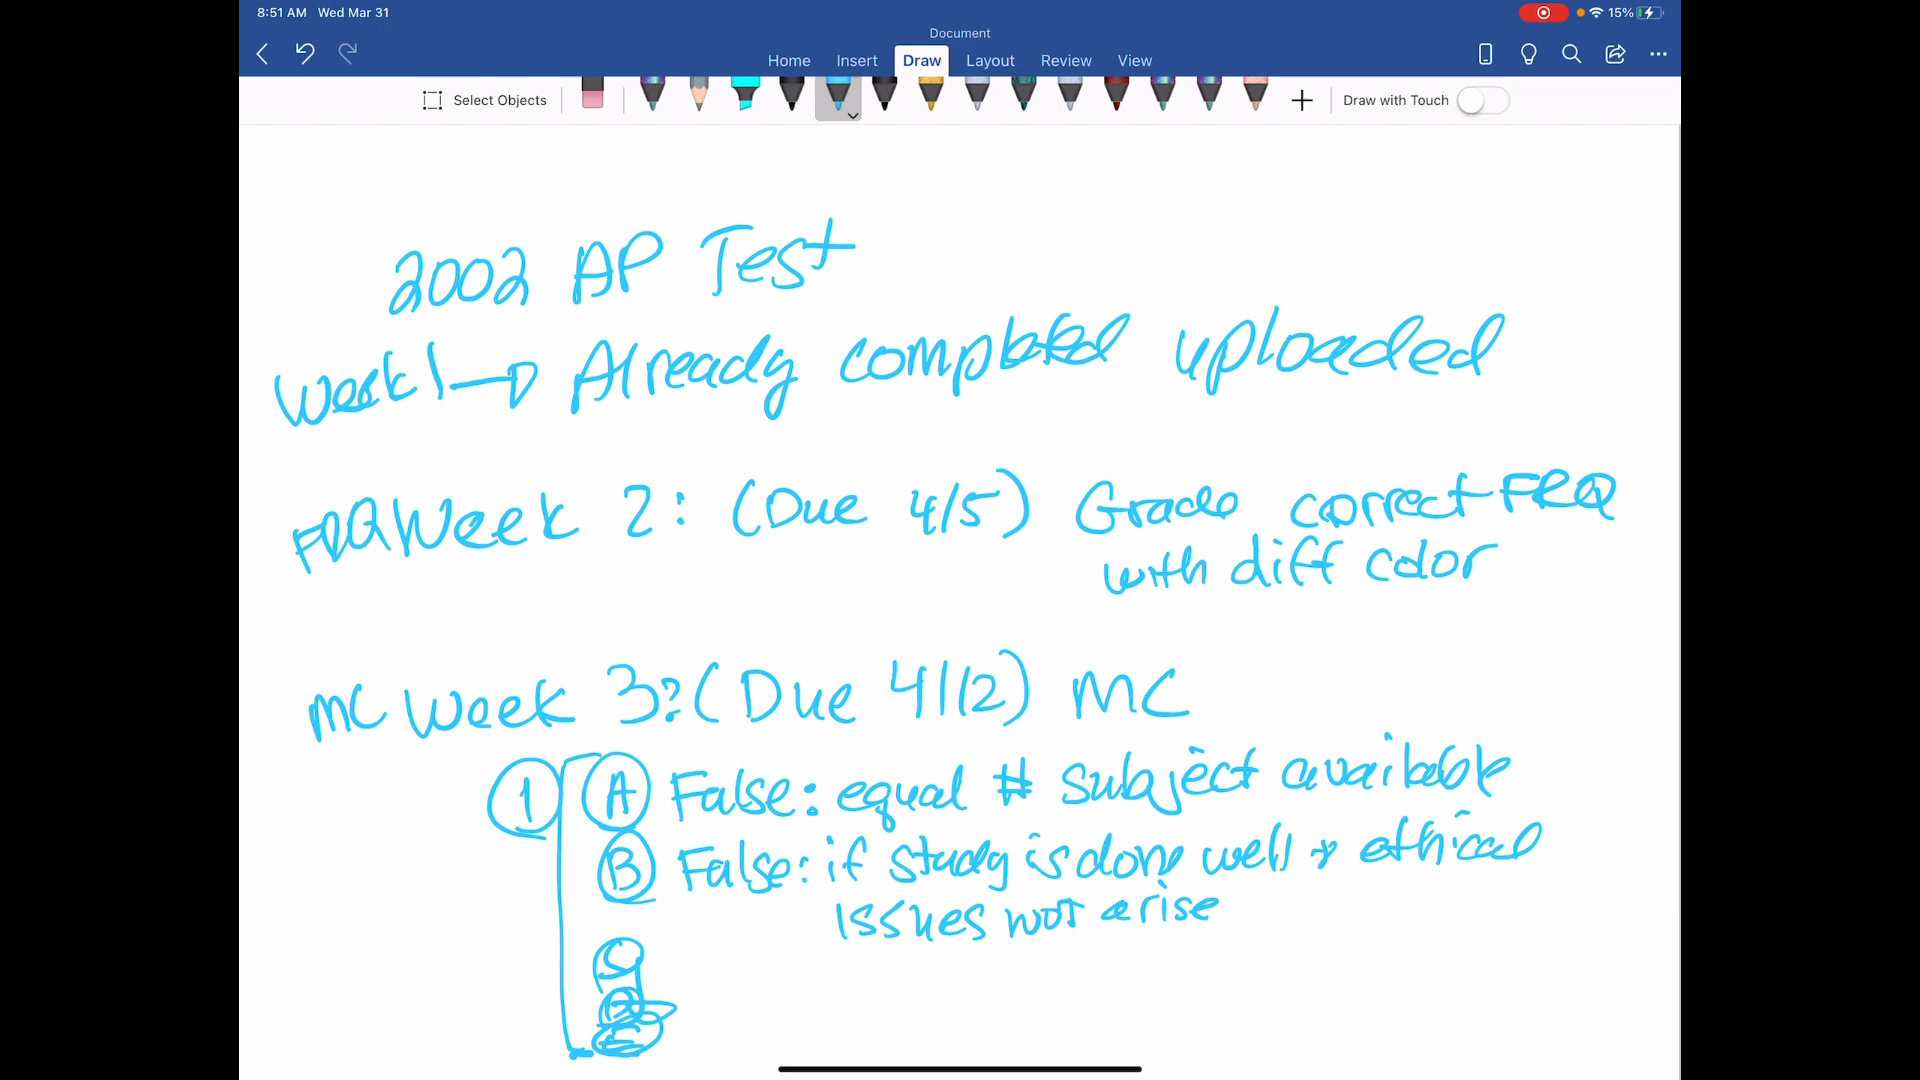 8:51 AM Wed Mar 31
15%
Document
Home Insert Draw Layout Review View
Select Objects
Draw with Touch
2002 AP Test
Week 1 → Already completed uploaded
FRQ Week 2: (Due 4/5) Grade correct FRQ
with diff color
MC Week 3: (Due 4/12) MC
1 A False: equal # subject available
B False: if study is done well & ethical
issues not arise
C
D
E